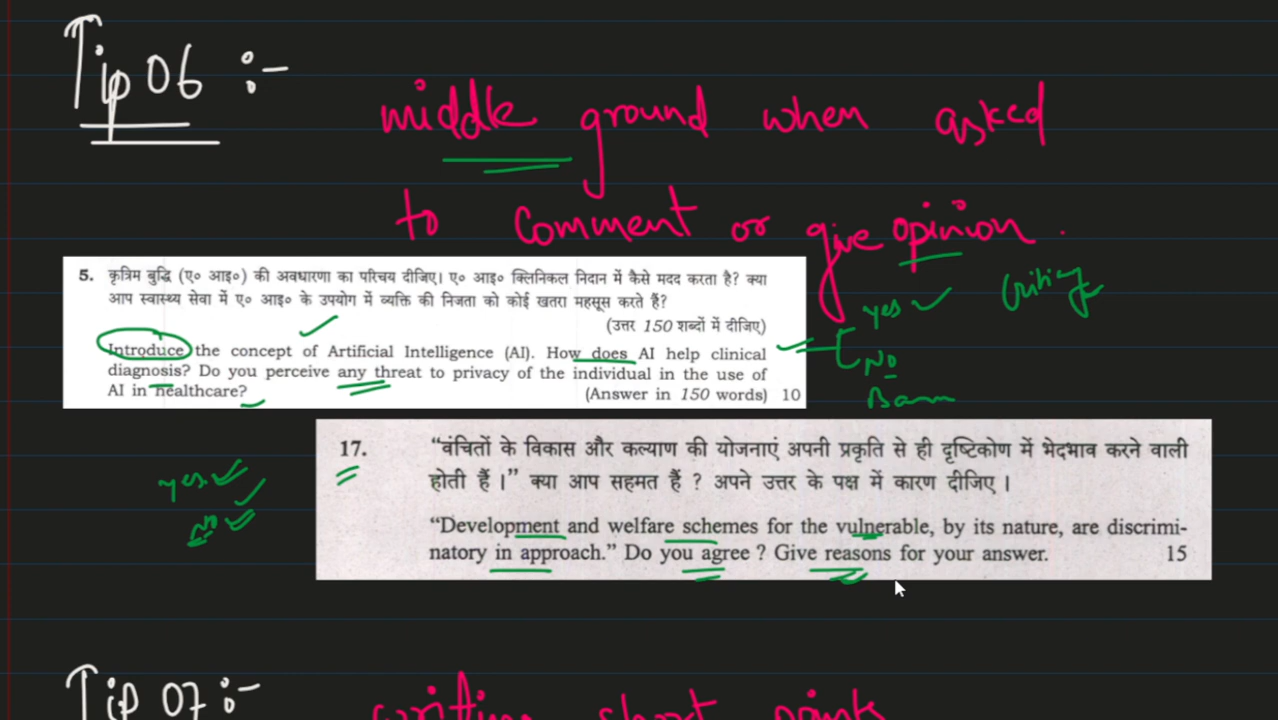 Tip 06 :-
middle ground when asked
to comment or give opinion.
5. कृत्रिम बुद्धि (ए० आइ०) की अवधारणा का परिचय दीजिए। ए० आइ० क्लिनिकल निदान में कैसे मदद करता है? क्या
आप स्वास्थ्य सेवा में ए० आइ० के उपयोग में व्यक्ति की निजता को कोई खतरा महसूस करते हैं?
(उत्तर 150 शब्दों में दीजिए)
Introduce the concept of Artificial Intelligence (AI). How does AI help clinical
diagnosis? Do you perceive any threat to privacy of the individual in the use of
AI in healthcare? (Answer in 150 words) 10
yes
No
17. “वंचितों के विकास और कल्याण की योजनाएं अपनी प्रकृति से ही दृष्टिकोण में भेदभाव करने वाली
होती हैं।” क्या आप सहमत हैं ? अपने उत्तर के पक्ष में कारण दीजिए।
“Development and welfare schemes for the vulnerable, by its nature, are discrimi-
natory in approach.” Do you agree ? Give reasons for your answer. 15
yes
No
Tip 07 :- writing short points